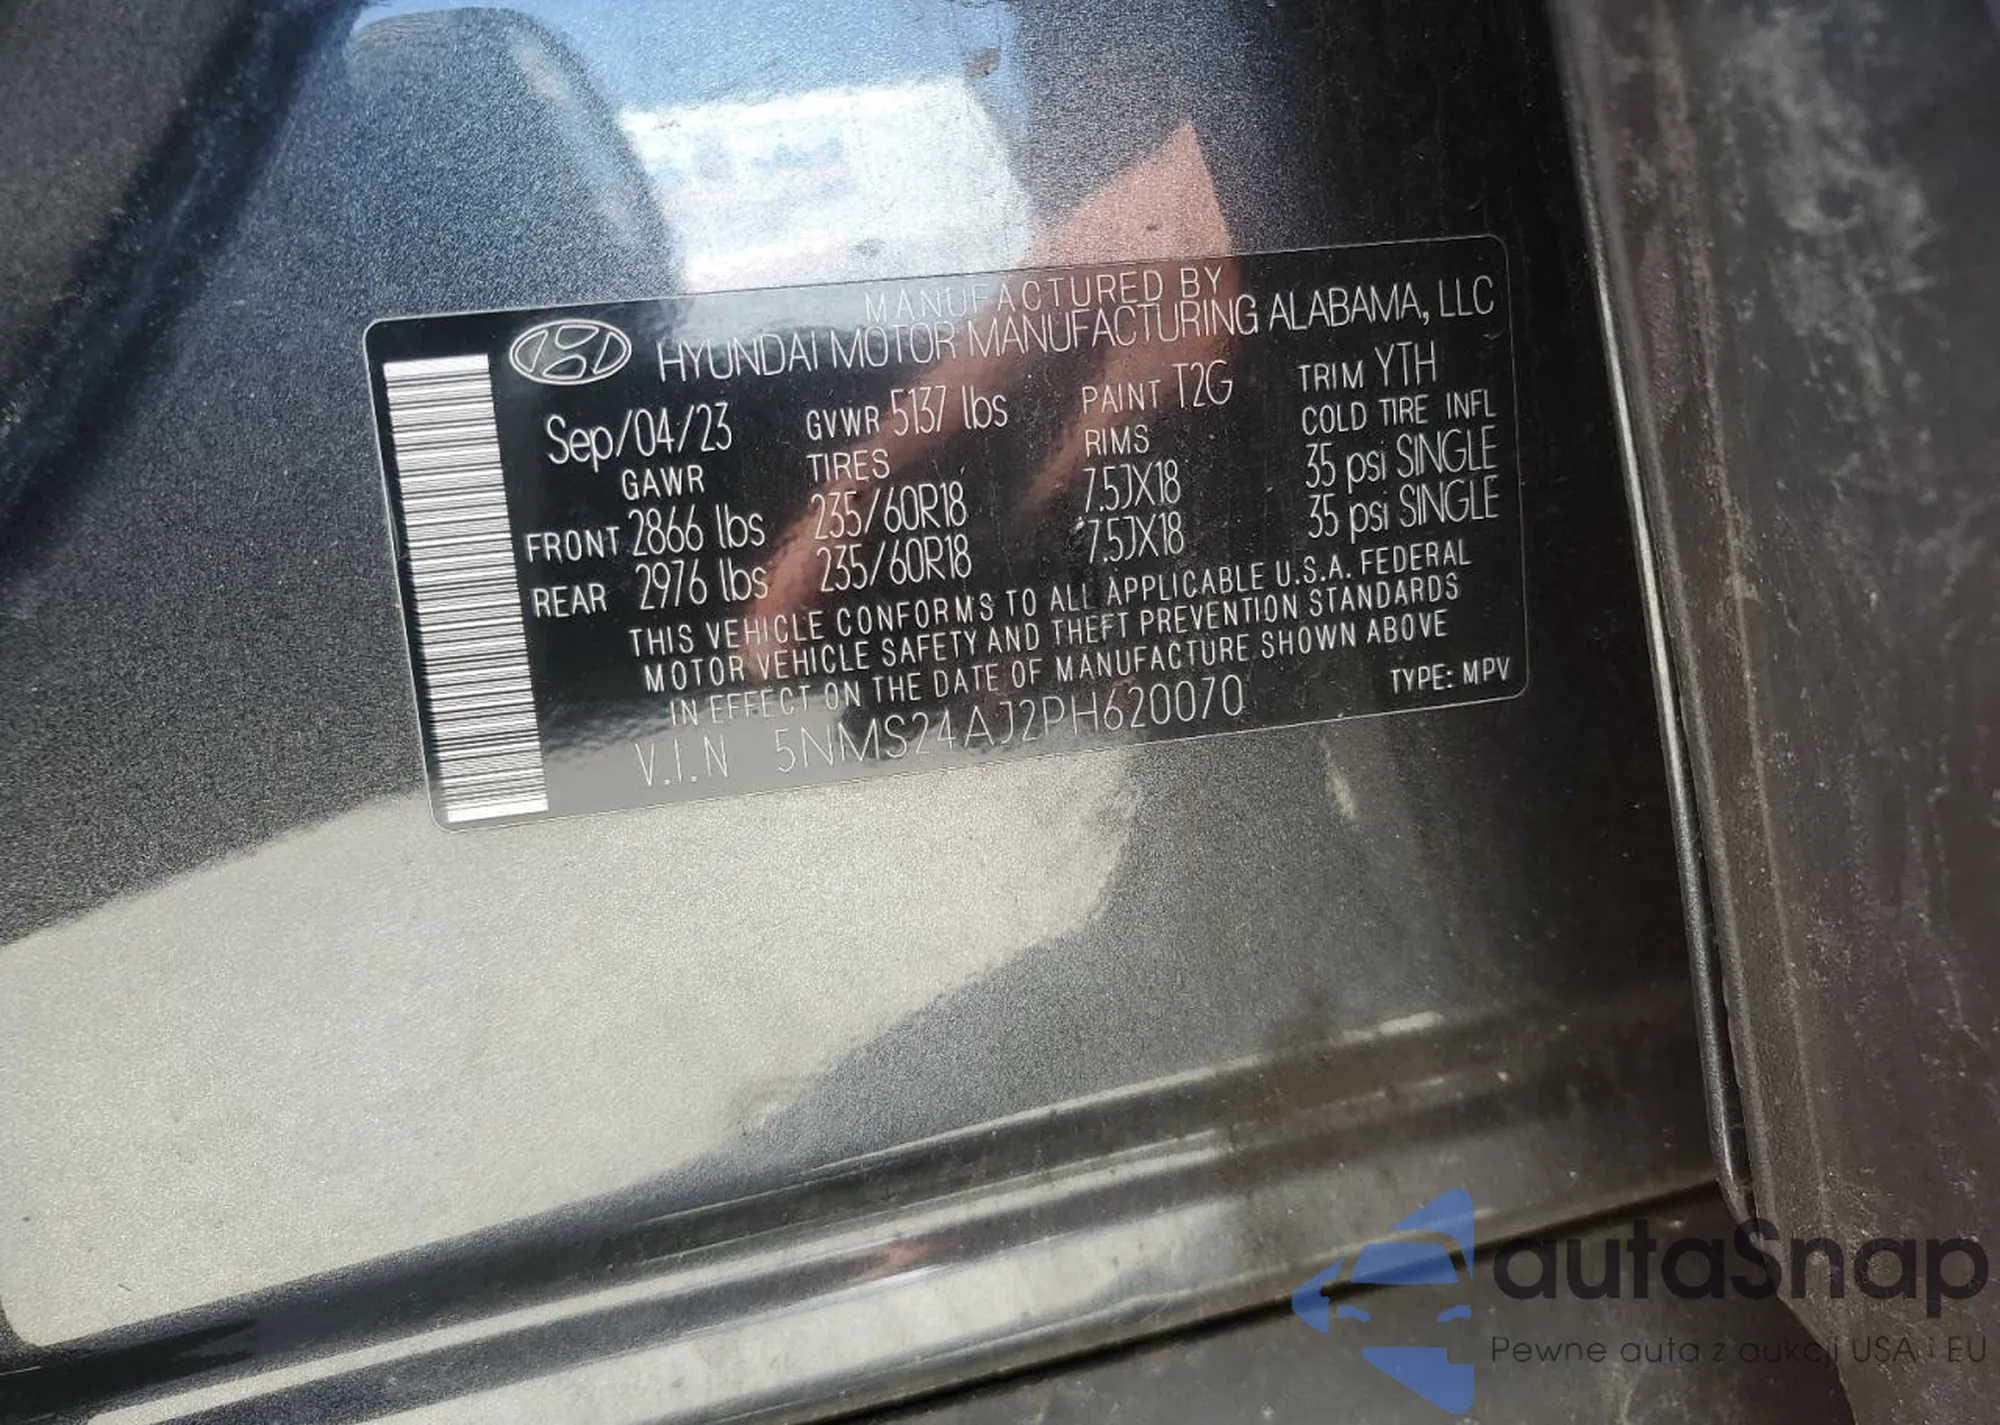 MANUFACTURED BY
HYUNDAI MOTOR MANUFACTURING ALABAMA, LLC
Sep/04/23 GVWR 5137 lbs PAINT T2G TRIM YTH
GAWR TIRES RIMS COLD TIRE INFL
FRONT 2866 lbs 235/60R18 7.5JX18 35 psi SINGLE
REAR 2976 lbs 235/60R18 7.5JX18 35 psi SINGLE
THIS VEHICLE CONFORMS TO ALL APPLICABLE U.S.A. FEDERAL
MOTOR VEHICLE SAFETY AND THEFT PREVENTION STANDARDS
IN EFFECT ON THE DATE OF MANUFACTURE SHOWN ABOVE
V.I.N 5NMS24AJ2PH620070 TYPE: MPV
autaSnap
Pewne auta z aukcji USA i EU